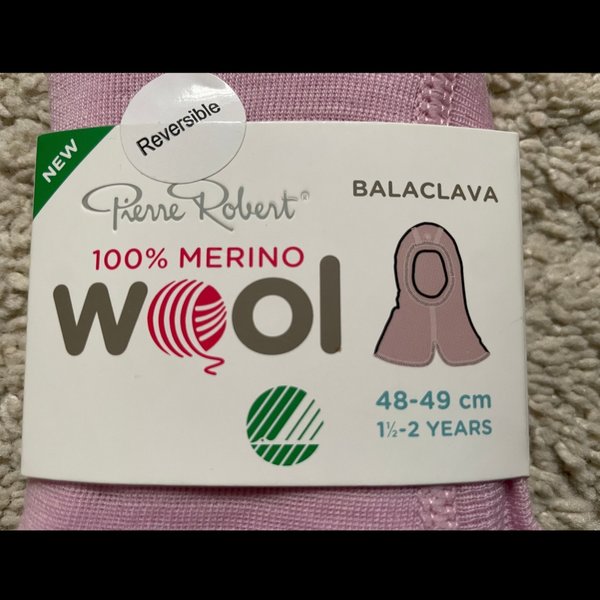 Reversible
NEW
Pierre Robert®
BALACLAVA
100% MERINO
wool
48-49 cm
1½-2 YEARS